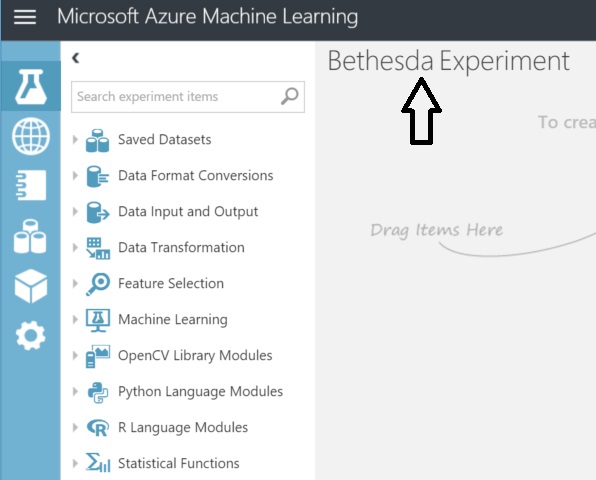 Microsoft Azure Machine Learning
Bethesda Experiment
Search experiment items
To crea
Saved Datasets
Data Format Conversions
Data Input and Output
Drag Items Here
Data Transformation
Feature Selection
Machine Learning
OpenCV Library Modules
Python Language Modules
R Language Modules
Statistical Functions